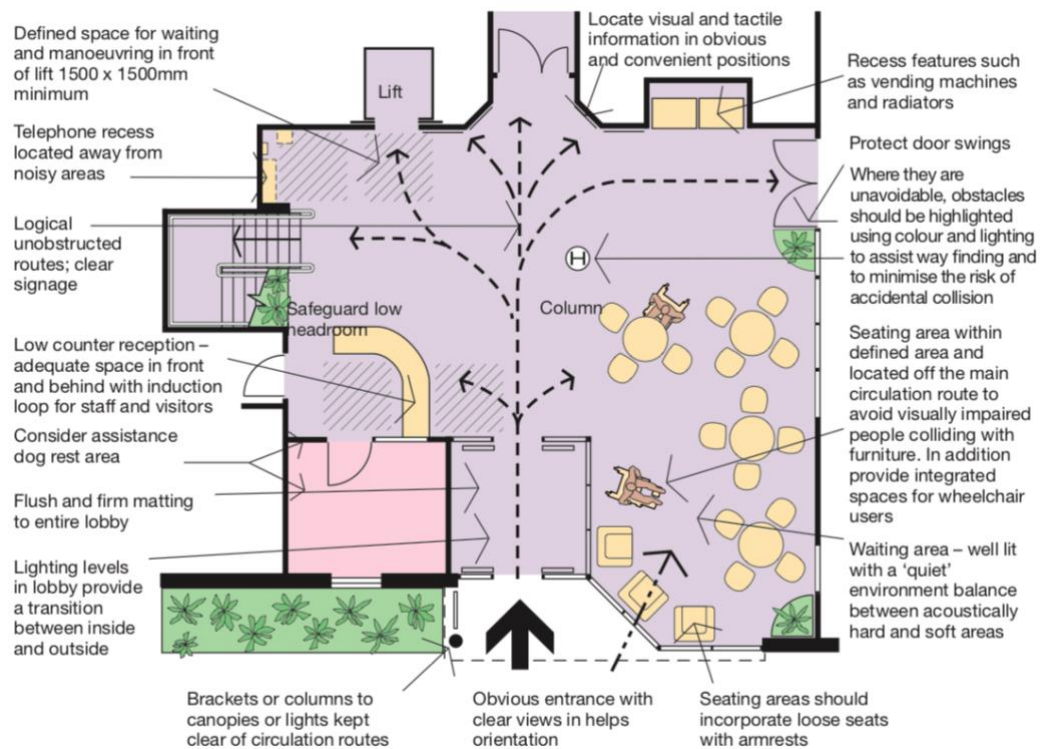 Defined space for waiting
and manoeuvring in front
of lift 1500 x 1500mm
minimum
Telephone recess
located away from
noisy areas
Logical
unobstructed
routes; clear
signage
Low counter reception –
adequate space in front
and behind with induction
loop for staff and visitors
Consider assistance
dog rest area
Flush and firm matting
to entire lobby
Lighting levels
in lobby provide
a transition
between inside
and outside
Lift
Safeguard low
headroom
Column
H
Locate visual and tactile
information in obvious
and convenient positions
Recess features such
as vending machines
and radiators
Protect door swings
Where they are
unavoidable, obstacles
should be highlighted
using colour and lighting
to assist way finding and
to minimise the risk of
accidental collision
Seating area within
defined area and
located off the main
circulation route to
avoid visually impaired
people colliding with
furniture. In addition
provide integrated
spaces for wheelchair
users
Waiting area – well lit
with a ‘quiet’
environment balance
between acoustically
hard and soft areas
Brackets or columns to
canopies or lights kept
clear of circulation routes
Obvious entrance with
clear views in helps
orientation
Seating areas should
incorporate loose seats
with armrests